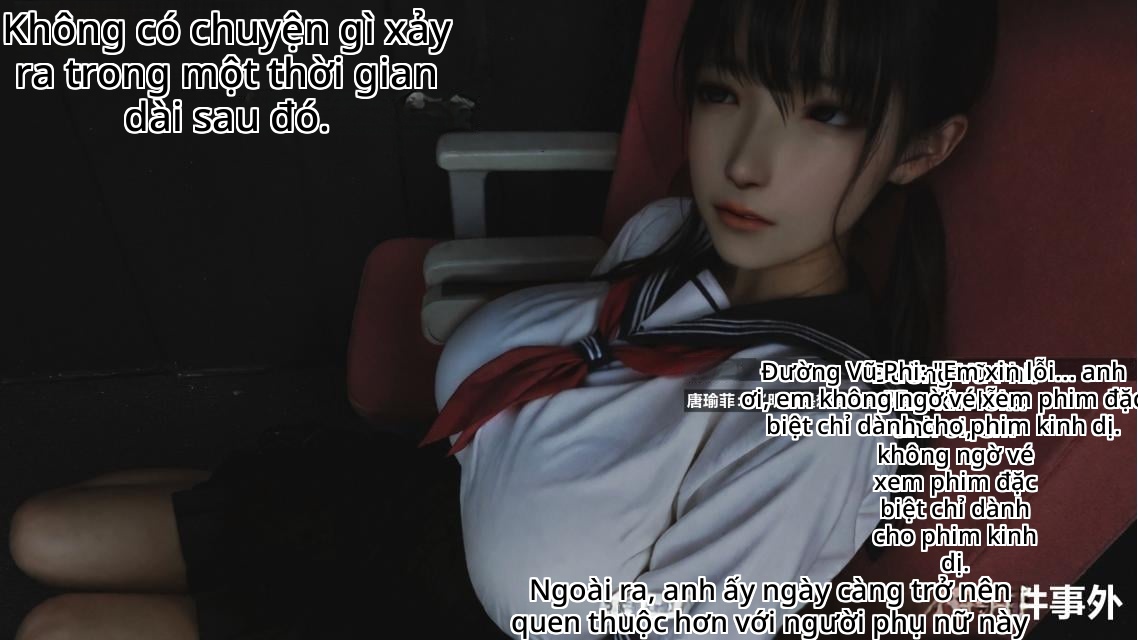 Không có chuyện gì xảy
ra trong một thời gian
dài sau đó.
Đường Vũ Phi: "Em xin lỗi... anh
ơi, em không ngờ vé xem phim đặc
biệt chỉ dành cho phim kinh dị.
唐瑜菲
không ngờ vé
xem phim đặc
biệt chỉ dành
cho phim kinh
dị.
Ngoài ra, anh ấy ngày càng trở nên
quen thuộc hơn với người phụ nữ này
件事外